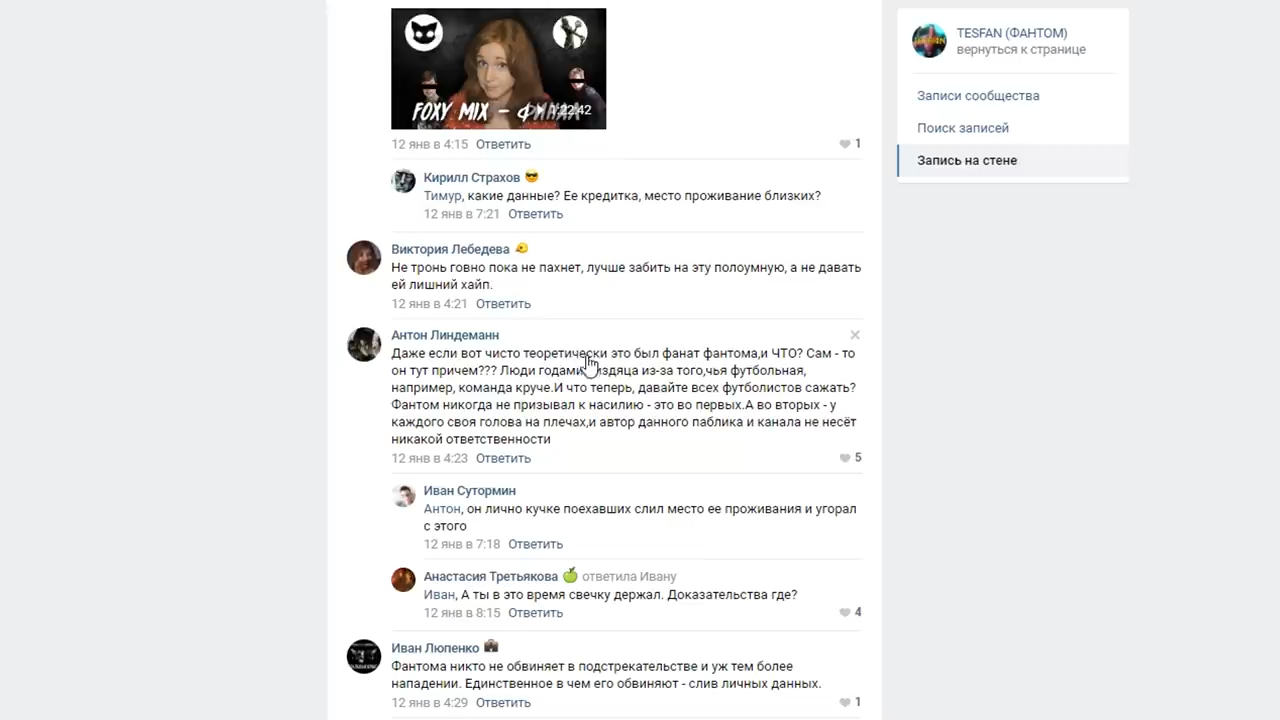 FOXY MIX - ФИНАЛ
1:22:42
12 янв в 4:15 Ответить
1
Кирилл Страхов
Тимур, какие данные? Ее кредитка, место проживание близких?
12 янв в 7:21 Ответить
Виктория Лебедева
Не тронь говно пока не пахнет, лучше забить на эту полоумную, а не давать
ей лишний хайп.
12 янв в 4:21 Ответить
Антон Линдеманн
Даже если вот чисто теоретически это был фанат фантома,и ЧТО? Сам - то
он тут причем??? Люди годами из-за того,чья футбольная,
например, команда круче.И что теперь, давайте всех футболистов сажать?
Фантом никогда не призывал к насилию - это во первых.А во вторых - у
каждого своя голова на плечах,и автор данного паблика и канала не несёт
никакой ответственности
12 янв в 4:23 Ответить
5
Иван Сутормин
Антон, он лично кучке поехавших слил место ее проживания и угорал
с этого
12 янв в 7:18 Ответить
Анастасия Третьякова ответила Ивану
Иван, А ты в это время свечку держал. Доказательства где?
12 янв в 8:15 Ответить
4
Иван Люпенко
Фантома никто не обвиняет в подстрекательстве и уж тем более
нападении. Единственное в чем его обвиняют - слив личных данных.
12 янв в 4:29 Ответить
1
TESFAN (ФАНТОМ)
вернуться к странице
Записи сообщества
Поиск записей
Запись на стене